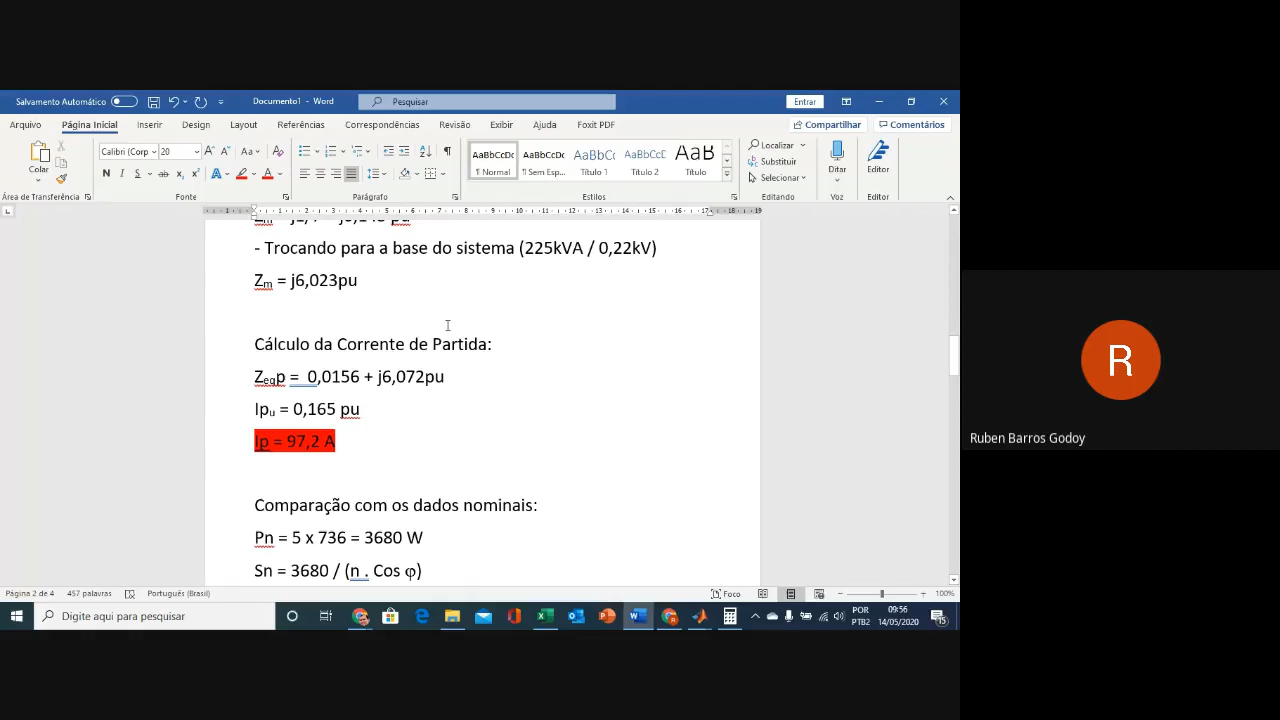 Salvamento Automático
Documento1 - Word
Pesquisar
Entrar
Arquivo Página Inicial Inserir Design Layout Referências Correspondências Revisão Exibir Ajuda Foxit PDF
Compartilhar Comentários
Colar
Calibri (Corp 20
N I S ab x₂ x²
AaBbCcDc AaBbCcDc AaBbCc AaBbCcC AaB
¶ Normal ¶ Sem Esp... Título 1 Título 2 Título
Localizar
Substituir
Selecionar
Ditar
Editor
Área de Transferência Fonte Parágrafo Estilos Editando Voz Editor
- Trocando para a base do sistema (225kVA / 0,22kV)
Zm = j6,023pu
Cálculo da Corrente de Partida:
Zeqp = 0,0156 + j6,072pu
Ipu = 0,165 pu
Ip = 97,2 A
Comparação com os dados nominais:
Pn = 5 x 736 = 3680 W
Sn = 3680 / (n . Cos φ)
Página 2 de 4 457 palavras Português (Brasil)
Foco
100%
Digite aqui para pesquisar
POR
PTB2
09:56
14/05/2020
15
R
Ruben Barros Godoy